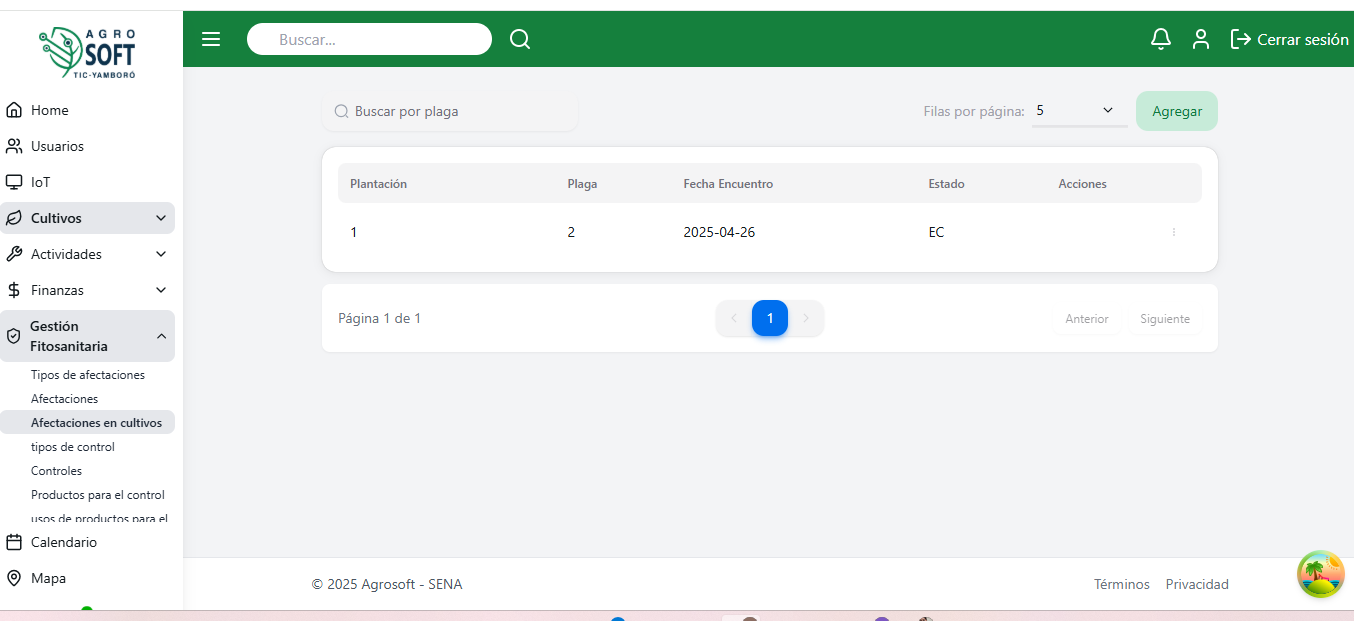 AGRO
SOFT
TIC-YAMBORÓ
Buscar...
Cerrar sesión
Home
Usuarios
IoT
Cultivos
Actividades
Finanzas
Gestión
Fitosanitaria
Tipos de afectaciones
Afectaciones
Afectaciones en cultivos
tipos de control
Controles
Productos para el control
usos de productos para el
Calendario
Mapa
Buscar por plaga
Filas por página: 5
Agregar
Plantación Plaga Fecha Encuentro Estado Acciones
1 2 2025-04-26 EC
Página 1 de 1
1
Anterior Siguiente
© 2025 Agrosoft - SENA
Términos Privacidad